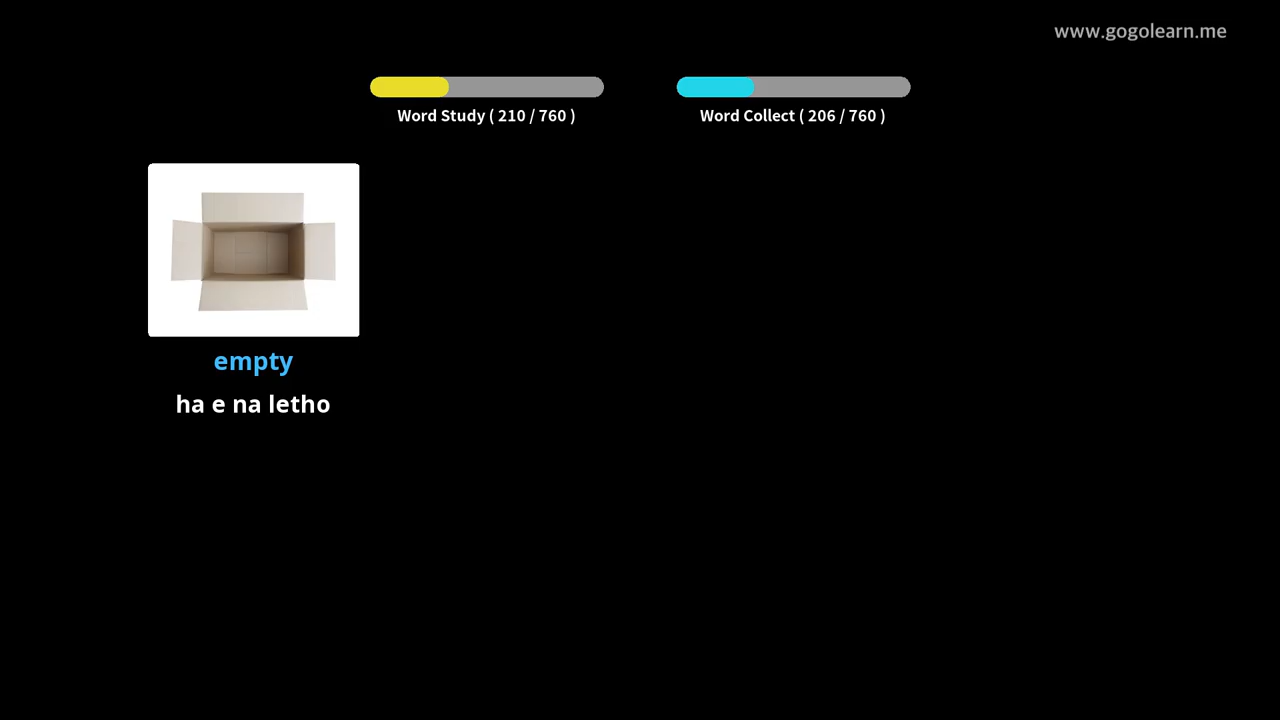 www.gogolearn.me
Word Study ( 210 / 760 )
Word Collect ( 206 / 760 )
empty
ha e na letho